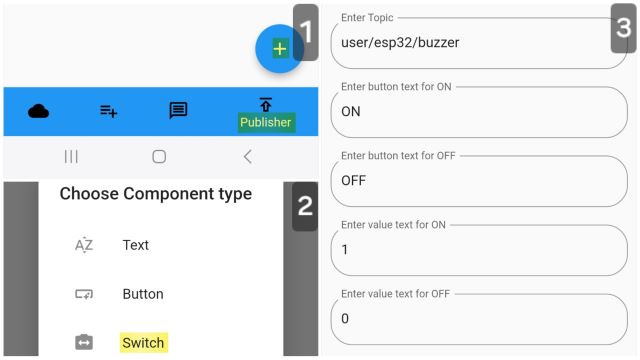 1
+
Publisher
2
Choose Component type
AZ Text
Button
Switch
3
Enter Topic
user/esp32/buzzer
Enter button text for ON
ON
Enter button text for OFF
OFF
Enter value text for ON
1
Enter value text for OFF
0